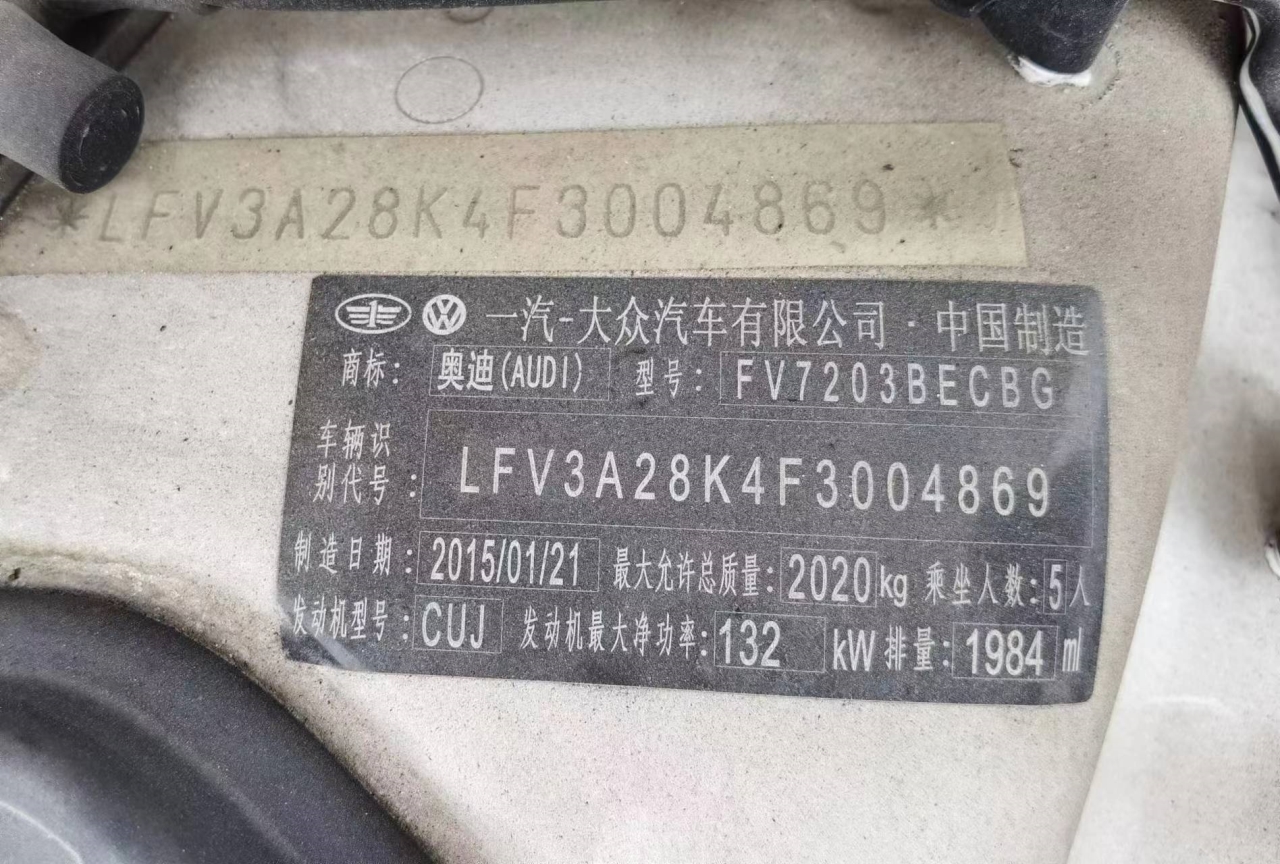 *LFV3A28K4F3004869*
一汽-大众汽车有限公司·中国制造
商标: 奥迪(AUDI) 型号: FV7203BECBG
车辆识别代号: LFV3A28K4F3004869
制造日期: 2015/01/21 最大允许总质量: 2020kg 乘坐人数: 5人
发动机型号: CUJ 发动机最大净功率: 132 kW 排量: 1984 ml